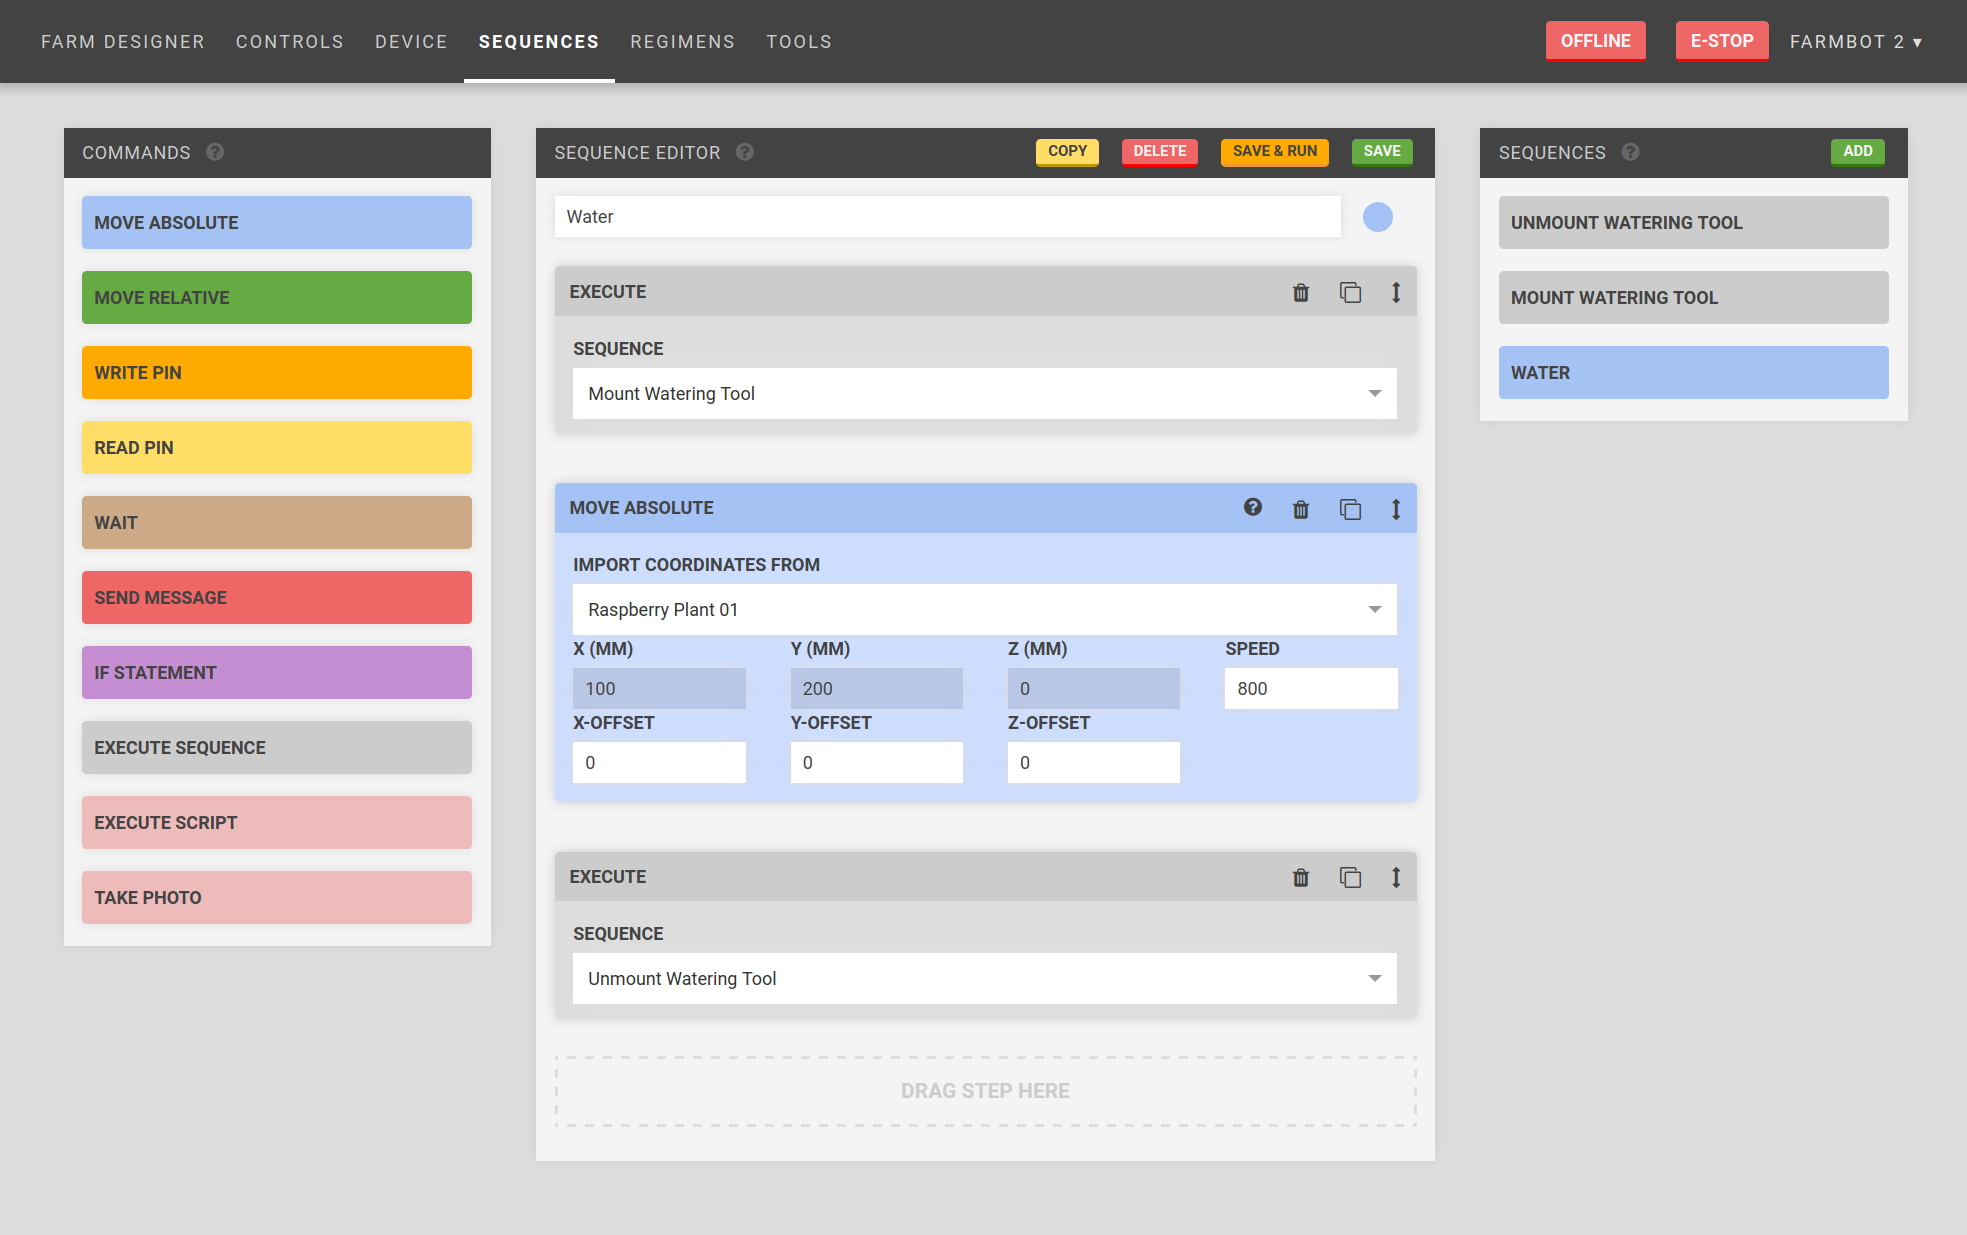 FARM DESIGNER CONTROLS DEVICE SEQUENCES REGIMENS TOOLS OFFLINE E-STOP FARMBOT 2 ▾
COMMANDS
MOVE ABSOLUTE
MOVE RELATIVE
WRITE PIN
READ PIN
WAIT
SEND MESSAGE
IF STATEMENT
EXECUTE SEQUENCE
EXECUTE SCRIPT
TAKE PHOTO
SEQUENCE EDITOR COPY DELETE SAVE & RUN SAVE
Water
EXECUTE
SEQUENCE
Mount Watering Tool
MOVE ABSOLUTE
IMPORT COORDINATES FROM
Raspberry Plant 01
X (MM) Y (MM) Z (MM) SPEED
100 200 0 800
X-OFFSET Y-OFFSET Z-OFFSET
0 0 0
EXECUTE
SEQUENCE
Unmount Watering Tool
DRAG STEP HERE
SEQUENCES ADD
UNMOUNT WATERING TOOL
MOUNT WATERING TOOL
WATER